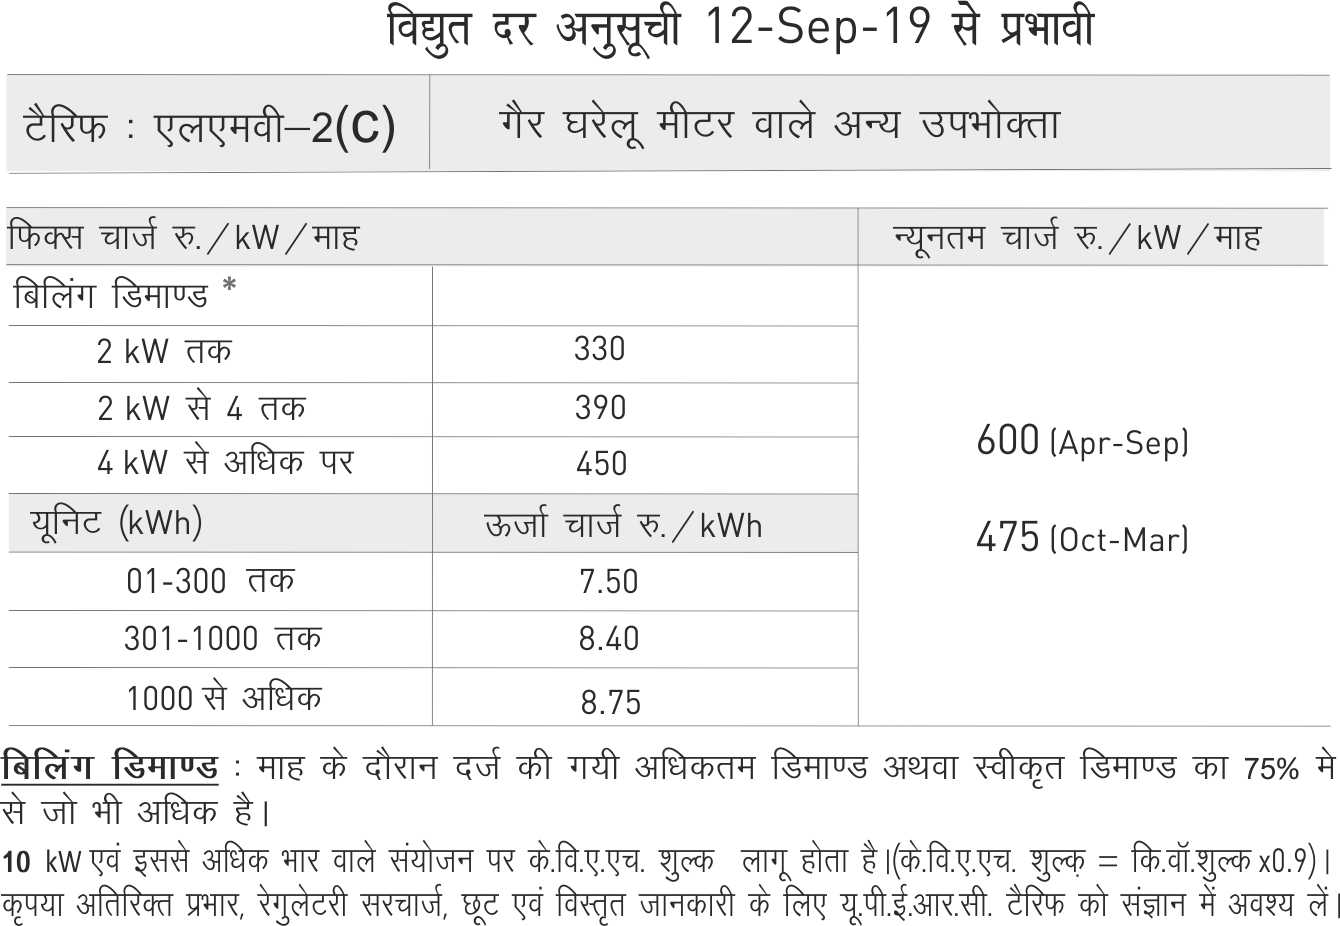 विद्युत दर अनुसूची 12-Sep-19 से प्रभावी
टैरिफ : एलएमवी–2(C) गैर घरेलू मीटर वाले अन्य उपभोक्ता
फिक्स चार्ज रु./kW/माह न्यूनतम चार्ज रु./kW/माह
बिलिंग डिमाण्ड *
2 kW तक 330
2 kW से 4 तक 390
4 kW से अधिक पर 450
600 (Apr-Sep)
475 (Oct-Mar)
यूनिट (kWh) ऊर्जा चार्ज रु./kWh
01-300 तक 7.50
301-1000 तक 8.40
1000 से अधिक 8.75
बिलिंग डिमाण्ड : माह के दौरान दर्ज की गयी अधिकतम डिमाण्ड अथवा स्वीकृत डिमाण्ड का 75% मे
से जो भी अधिक है।
10 kW एवं इससे अधिक भार वाले संयोजन पर के.वि.ए.एच. शुल्क लागू होता है।(के.वि.ए.एच. शुल्क़ = कि.वॉ.शुल्क x0.9)।
कृपया अतिरिक्त प्रभार, रेगुलेटरी सरचार्ज, छूट एवं विस्तृत जानकारी के लिए यू.पी.ई.आर.सी. टैरिफ को संज्ञान में अवश्य लें।